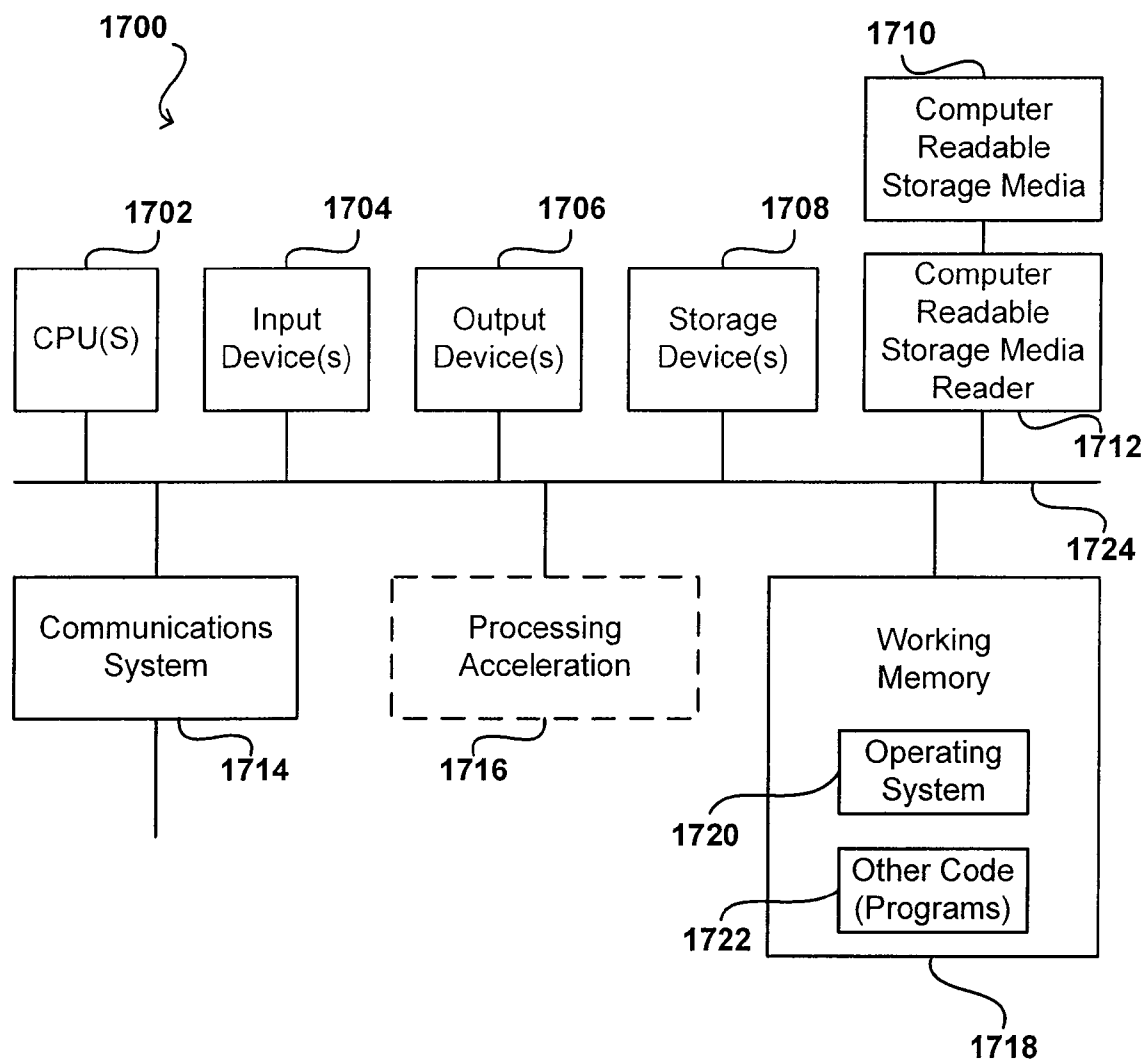 1700
1710
Computer
Readable
Storage Media
1702
1704
1706
1708
CPU(S)
Input
Device(s)
Output
Device(s)
Storage
Device(s)
Computer
Readable
Storage Media
Reader
1712
1724
Communications
System
1714
Processing
Acceleration
1716
Working
Memory
Operating
System
1720
Other Code
(Programs)
1722
1718